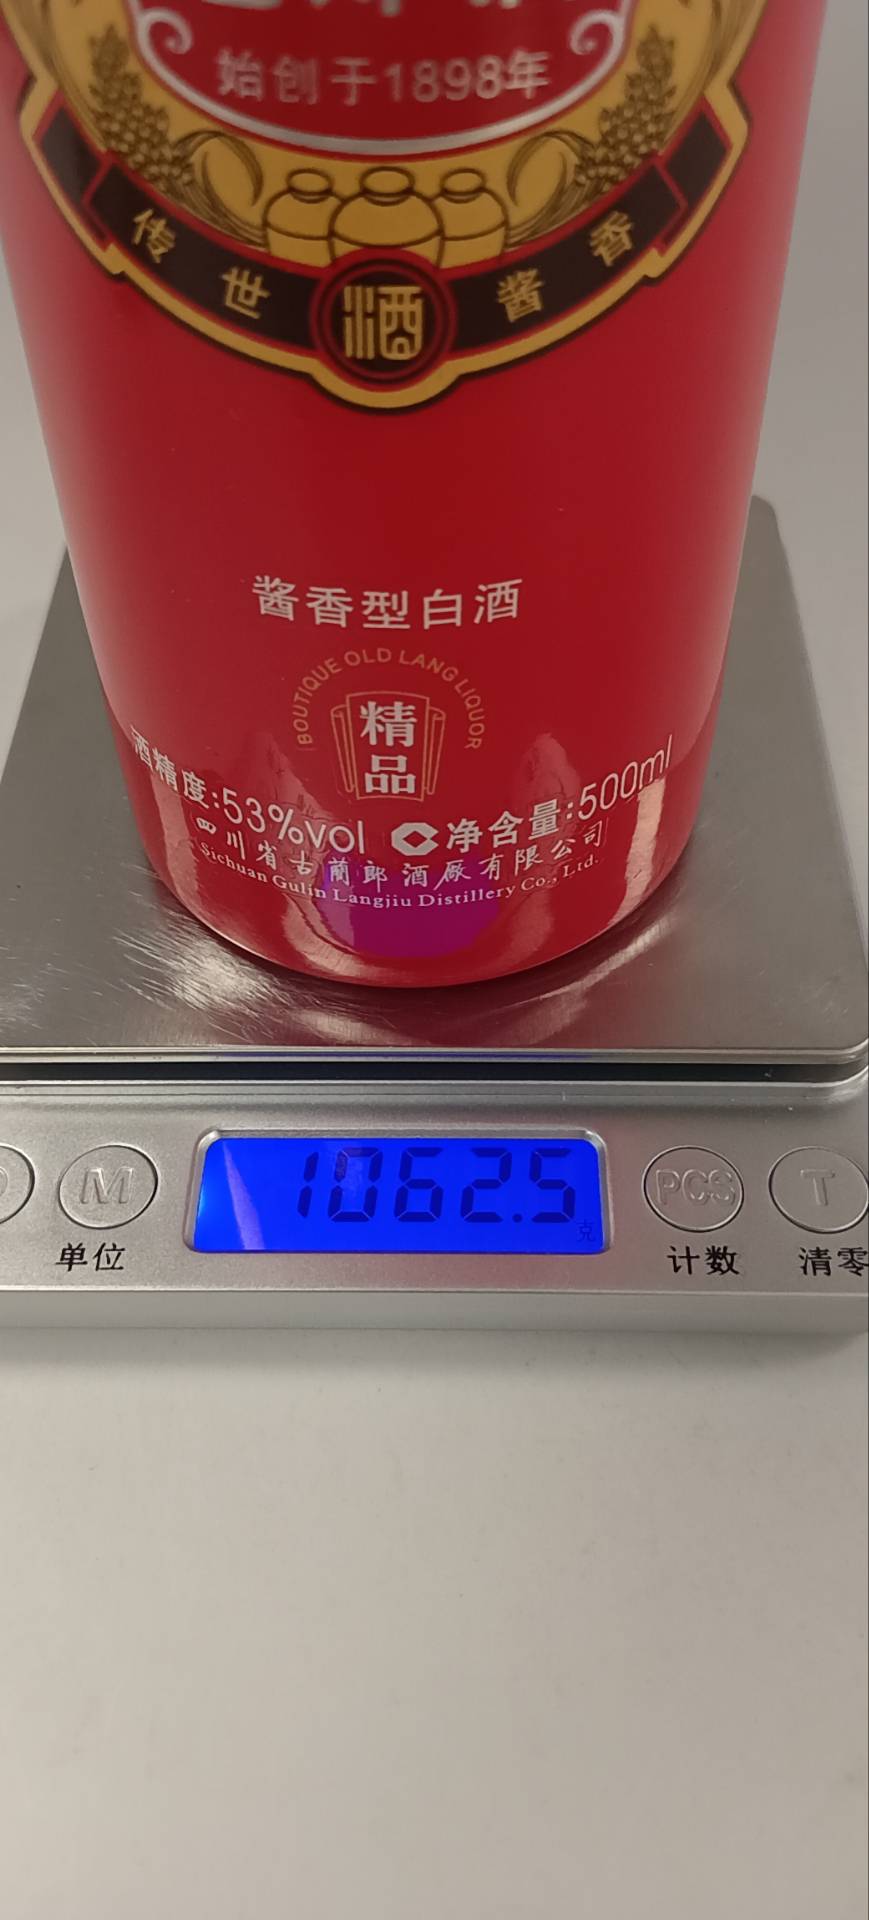 始创于1898年
传世酒酱香
酱香型白酒
BOUTIQUE OLD LANG LIQUOR
精
品
酒精度:53%vol 净含量:500ml
四川省古蔺郎酒厰有限公司
Sichuan Gulin Langjiu Distillery Co., Ltd.
1062.5
克
M PCS T
单位 计数 清零